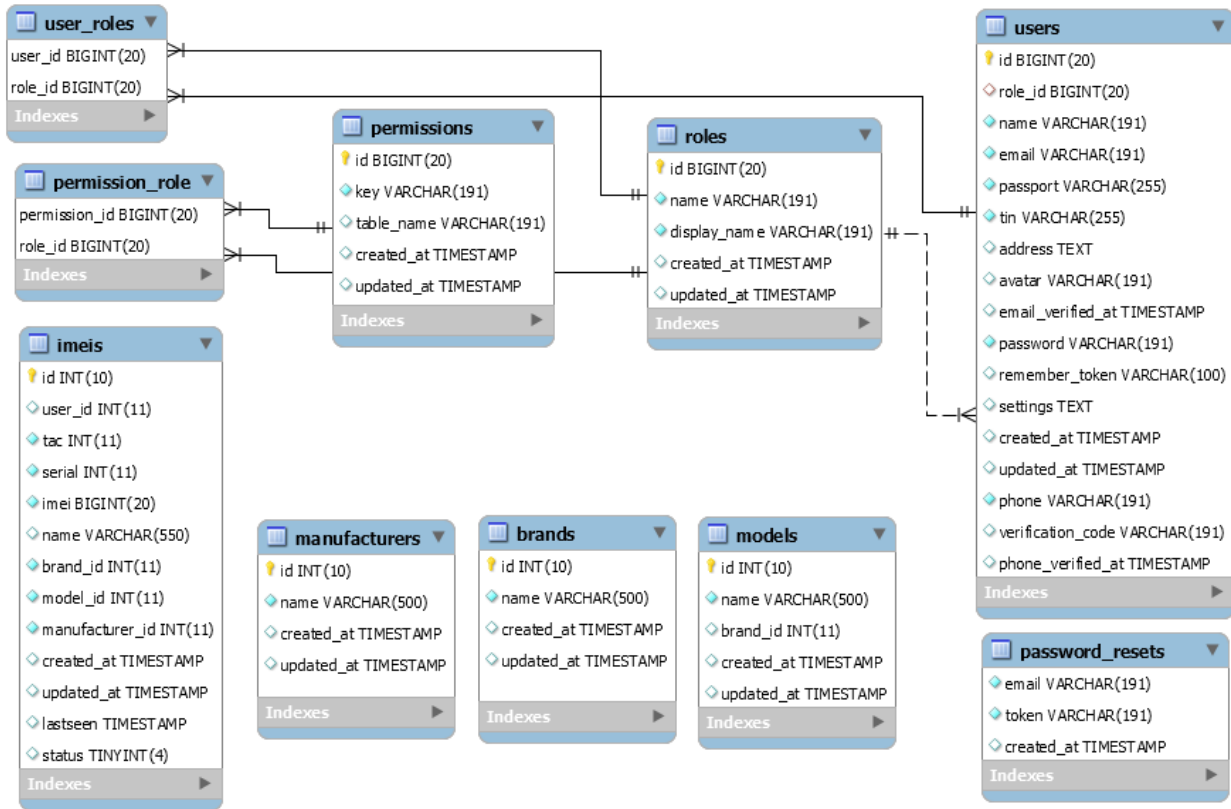 user_roles
user_id BIGINT(20)
role_id BIGINT(20)
Indexes
permission_role
permission_id BIGINT(20)
role_id BIGINT(20)
Indexes
permissions
id BIGINT(20)
key VARCHAR(191)
table_name VARCHAR(191)
created_at TIMESTAMP
updated_at TIMESTAMP
Indexes
roles
id BIGINT(20)
name VARCHAR(191)
display_name VARCHAR(191)
created_at TIMESTAMP
updated_at TIMESTAMP
Indexes
users
id BIGINT(20)
role_id BIGINT(20)
name VARCHAR(191)
email VARCHAR(191)
passport VARCHAR(255)
tin VARCHAR(255)
address TEXT
avatar VARCHAR(191)
email_verified_at TIMESTAMP
password VARCHAR(191)
remember_token VARCHAR(100)
settings TEXT
created_at TIMESTAMP
updated_at TIMESTAMP
phone VARCHAR(191)
verification_code VARCHAR(191)
phone_verified_at TIMESTAMP
Indexes
imeis
id INT(10)
user_id INT(11)
tac INT(11)
serial INT(11)
imei BIGINT(20)
name VARCHAR(550)
brand_id INT(11)
model_id INT(11)
manufacturer_id INT(11)
created_at TIMESTAMP
updated_at TIMESTAMP
lastseen TIMESTAMP
status TINYINT(4)
Indexes
manufacturers
id INT(10)
name VARCHAR(500)
created_at TIMESTAMP
updated_at TIMESTAMP
Indexes
brands
id INT(10)
name VARCHAR(500)
created_at TIMESTAMP
updated_at TIMESTAMP
Indexes
models
id INT(10)
name VARCHAR(500)
brand_id INT(11)
created_at TIMESTAMP
updated_at TIMESTAMP
Indexes
password_resets
email VARCHAR(191)
token VARCHAR(191)
created_at TIMESTAMP
Indexes